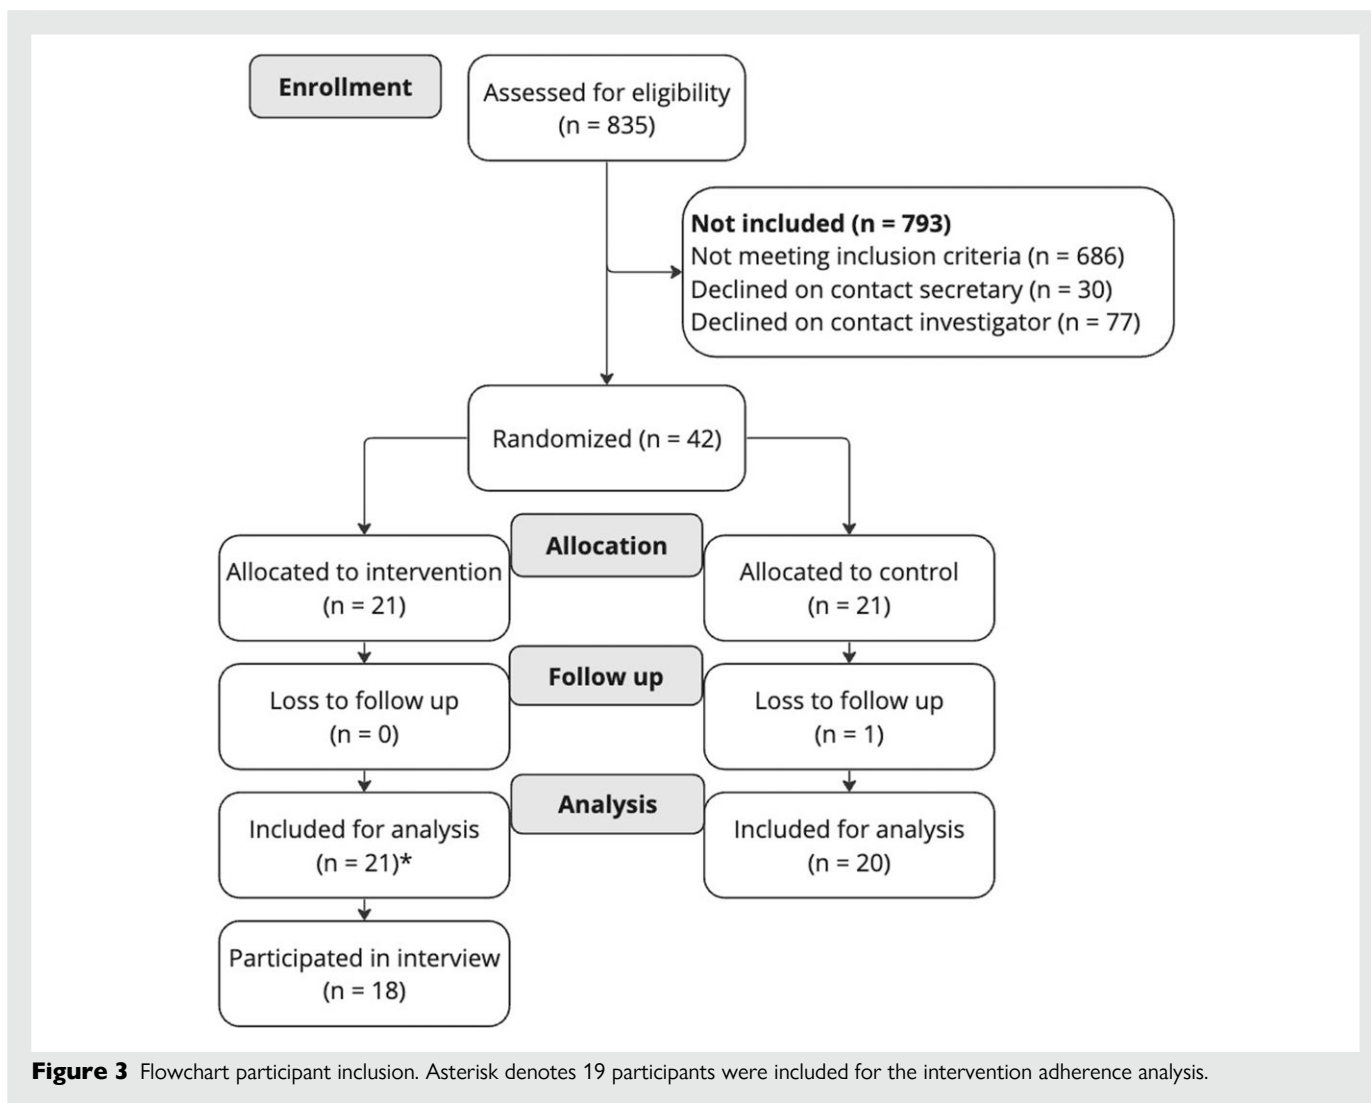 Enrollment
Assessed for eligibility
(n = 835)
Not included (n = 793)
Not meeting inclusion criteria (n = 686)
Declined on contact secretary (n = 30)
Declined on contact investigator (n = 77)
Randomized (n = 42)
Allocation
Allocated to intervention
(n = 21)
Allocated to control
(n = 21)
Follow up
Loss to follow up
(n = 0)
Loss to follow up
(n = 1)
Analysis
Included for analysis
(n = 21)*
Included for analysis
(n = 20)
Participated in interview
(n = 18)
Figure 3 Flowchart participant inclusion. Asterisk denotes 19 participants were included for the intervention adherence analysis.